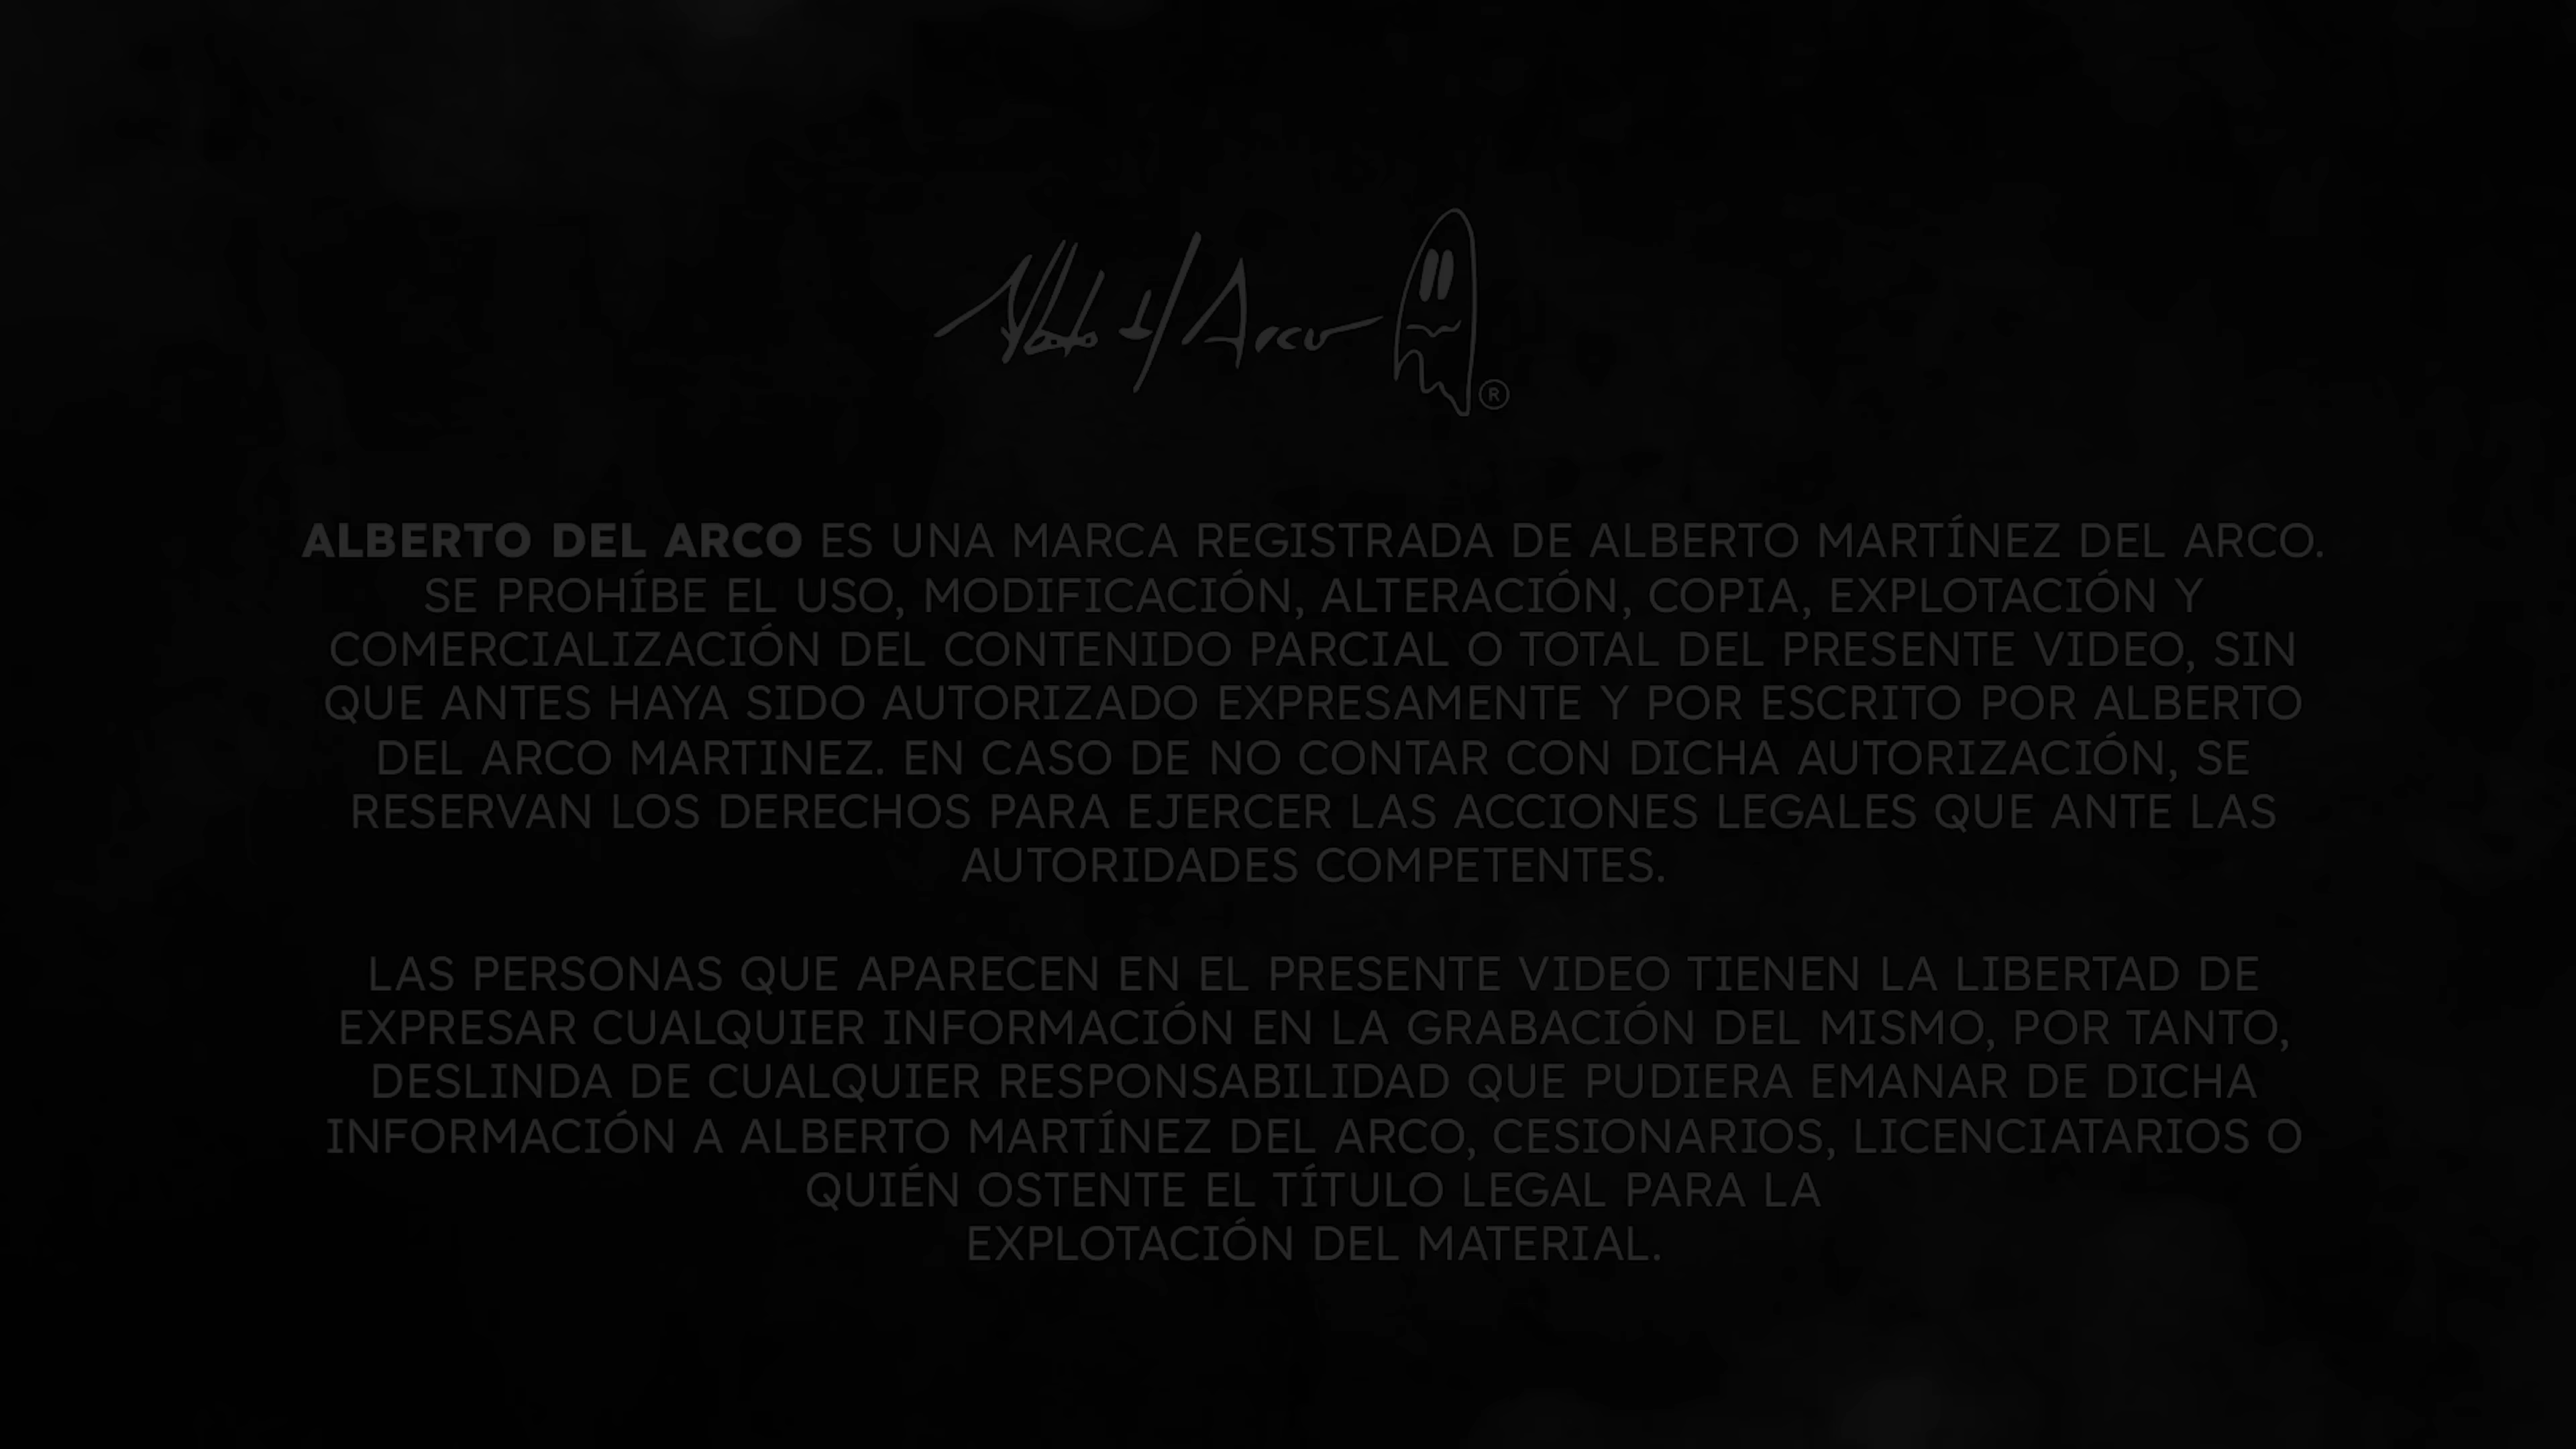 Alberto del Arco ®
ALBERTO DEL ARCO ES UNA MARCA REGISTRADA DE ALBERTO MARTÍNEZ DEL ARCO.
SE PROHÍBE EL USO, MODIFICACIÓN, ALTERACIÓN, COPIA, EXPLOTACIÓN Y
COMERCIALIZACIÓN DEL CONTENIDO PARCIAL O TOTAL DEL PRESENTE VIDEO, SIN
QUE ANTES HAYA SIDO AUTORIZADO EXPRESAMENTE Y POR ESCRITO POR ALBERTO
DEL ARCO MARTINEZ. EN CASO DE NO CONTAR CON DICHA AUTORIZACIÓN, SE
RESERVAN LOS DERECHOS PARA EJERCER LAS ACCIONES LEGALES QUE ANTE LAS
AUTORIDADES COMPETENTES.
LAS PERSONAS QUE APARECEN EN EL PRESENTE VIDEO TIENEN LA LIBERTAD DE
EXPRESAR CUALQUIER INFORMACIÓN EN LA GRABACIÓN DEL MISMO, POR TANTO,
DESLINDA DE CUALQUIER RESPONSABILIDAD QUE PUDIERA EMANAR DE DICHA
INFORMACIÓN A ALBERTO MARTÍNEZ DEL ARCO, CESIONARIOS, LICENCIATARIOS O
QUIÉN OSTENTE EL TÍTULO LEGAL PARA LA
EXPLOTACIÓN DEL MATERIAL.